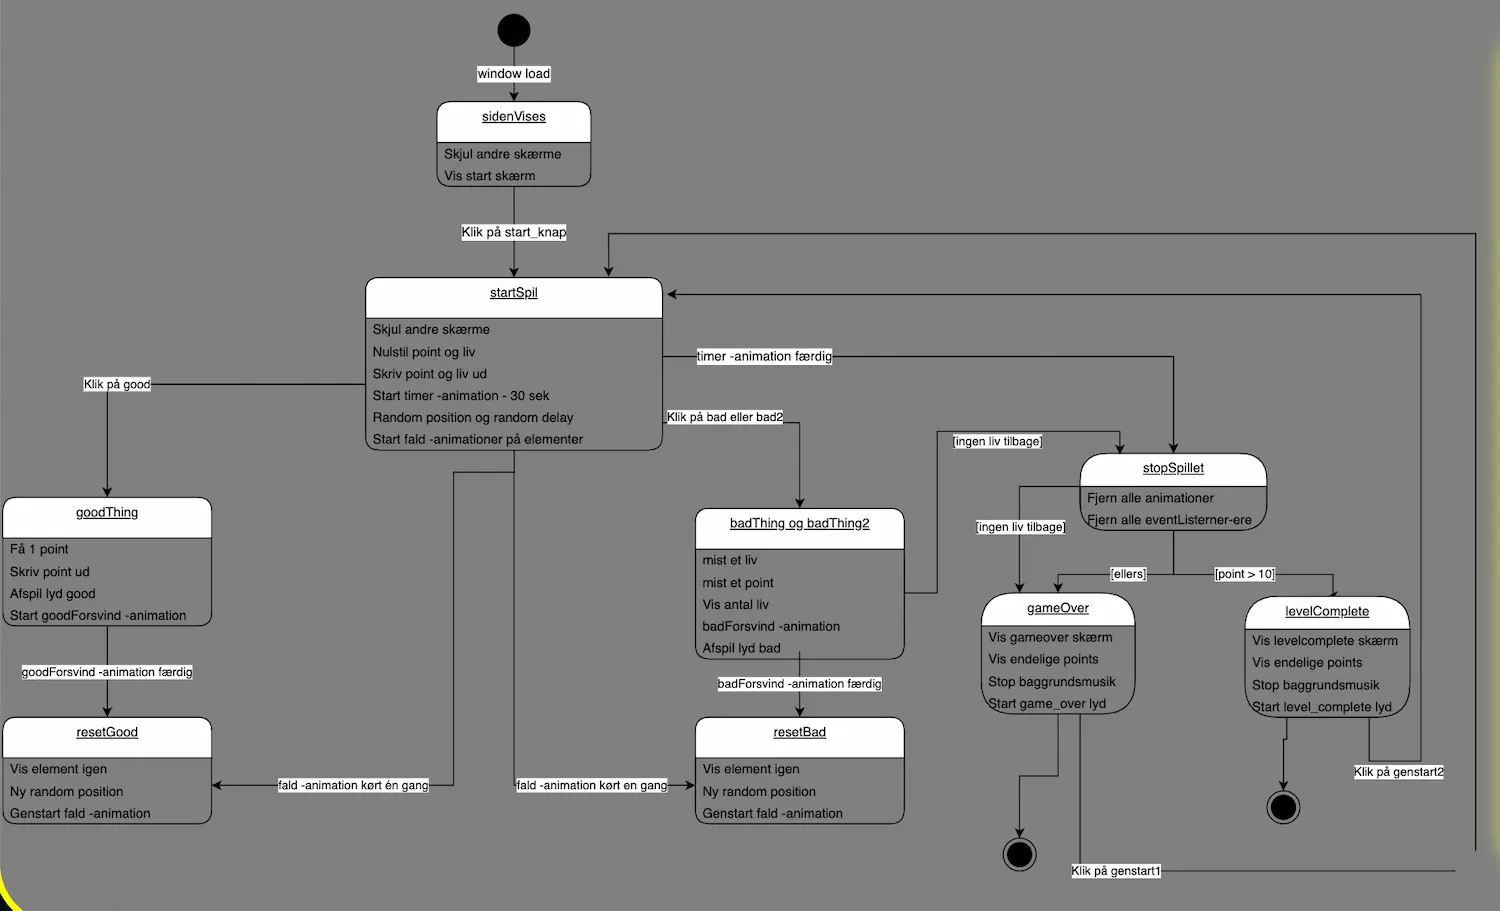 window load
sidenVises
Skjul andre skærme
Vis start skærm
Klik på start_knap
startSpil
Skjul andre skærme
Nulstil point og liv
Skriv point og liv ud
Start timer -animation - 30 sek
Random position og random delay
Start fald -animationer på elementer
timer -animation færdig
Klik på good
Klik på bad eller bad2
[ingen liv tilbage]
stopSpillet
Fjern alle animationer
Fjern alle eventListerner-ere
goodThing
Få 1 point
Skriv point ud
Afspil lyd good
Start goodForsvind -animation
badThing og badThing2
mist et liv
mist et point
Vis antal liv
badForsvind -animation
Afspil lyd bad
[ingen liv tilbage]
[ellers]
[point > 10]
gameOver
Vis gameover skærm
Vis endelige points
Stop baggrundsmusik
Start game_over lyd
levelComplete
Vis levelcomplete skærm
Vis endelige points
Stop baggrundsmusik
Start level_complete lyd
goodForsvind -animation færdig
badForsvind -animation færdig
resetGood
Vis element igen
Ny random position
Genstart fald -animation
fald -animation kørt én gang
fald -animation kørt en gang
resetBad
Vis element igen
Ny random position
Genstart fald -animation
Klik på genstart2
Klik på genstart1